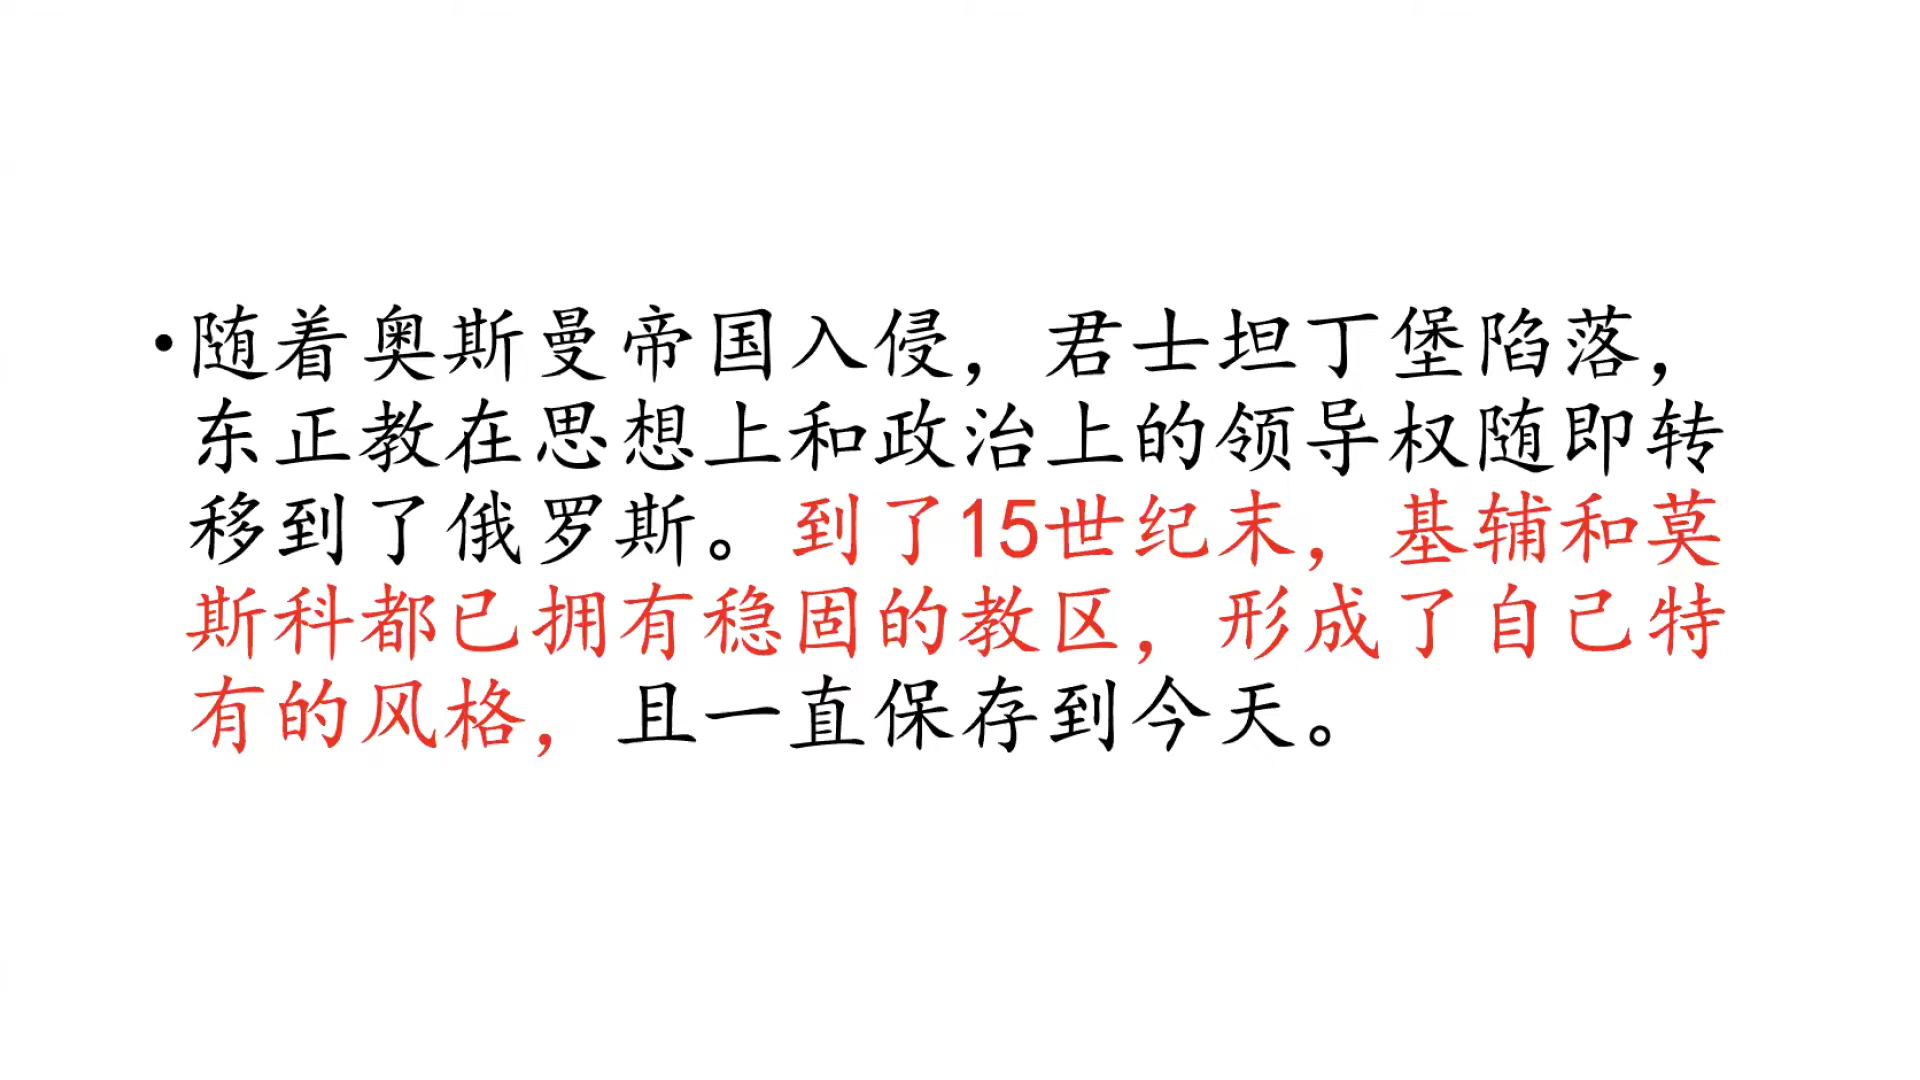 •随着奥斯曼帝国入侵，君士坦丁堡陷落，
东正教在思想上和政治上的领导权随即转
移到了俄罗斯。到了15世纪末，基辅和莫
斯科都已拥有稳固的教区，形成了自己特
有的风格，且一直保存到今天。